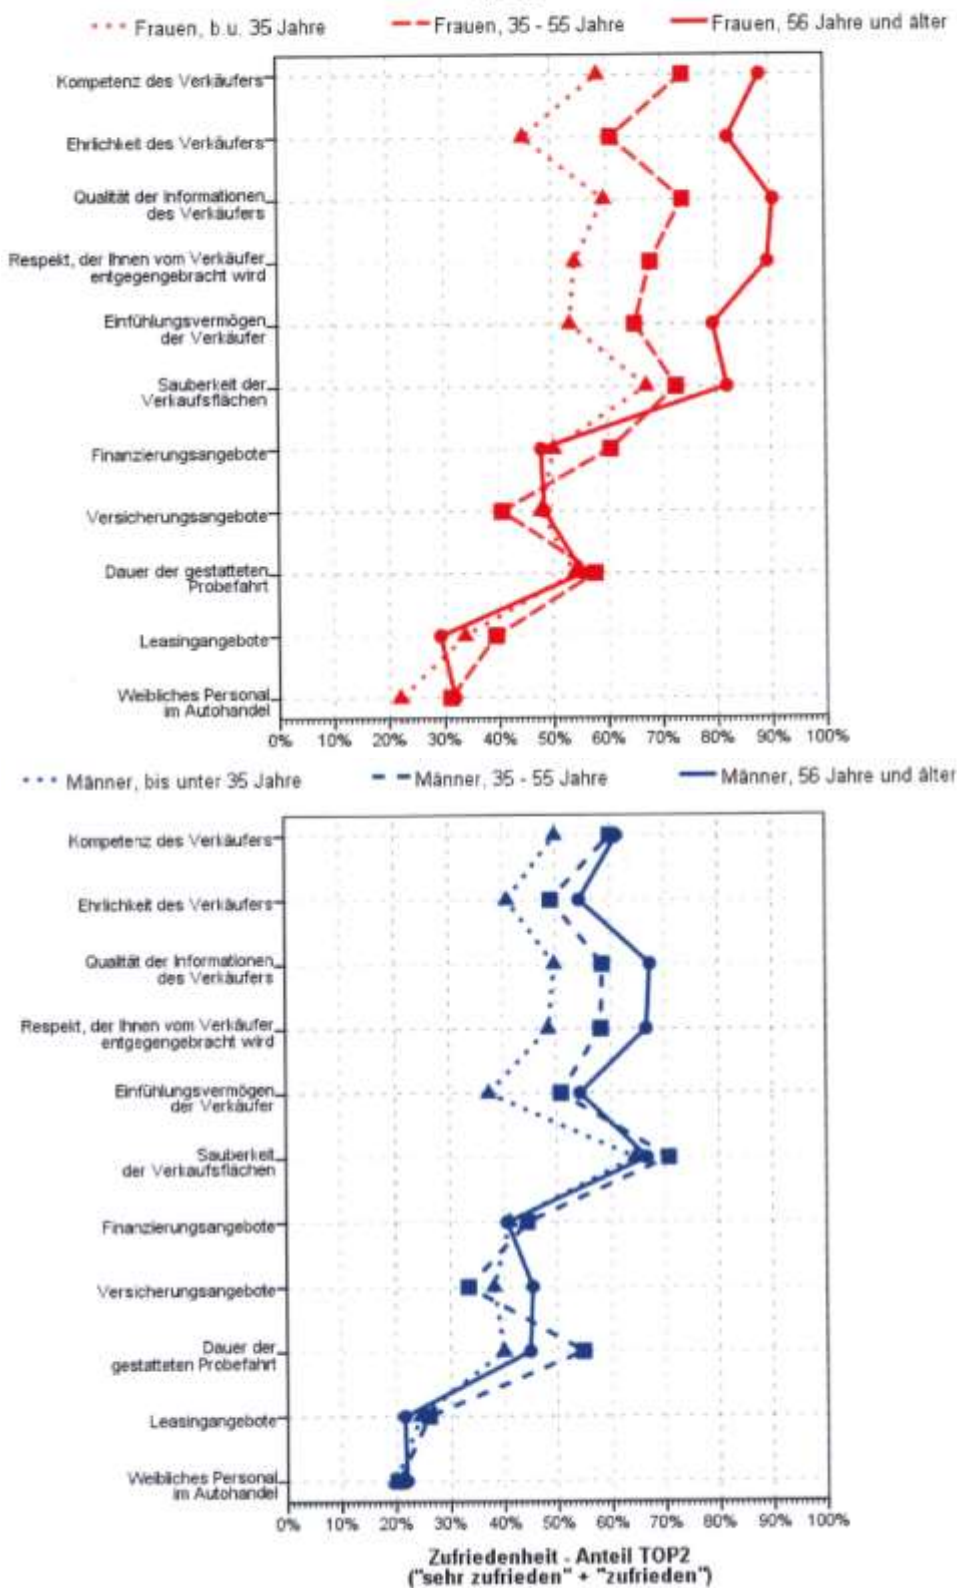 Frauen, b.u. 35 Jahre Frauen, 35 - 55 Jahre Frauen, 56 Jahre und älter
Kompetenz des Verkäufers
Ehrlichkeit des Verkäufers
Qualität der Informationen
des Verkäufers
Respekt, der Ihnen vom Verkäufer
entgegengebracht wird
Einfühlungsvermögen
der Verkäufer
Sauberkeit der
Verkaufsflächen
Finanzierungsangebote
Versicherungsangebote
Dauer der gestatteten
Probefahrt
Leasingangebote
Weibliches Personal
im Autohandel
0% 10% 20% 30% 40% 50% 60% 70% 80% 90% 100%
Männer, bis unter 35 Jahre Männer, 35 - 55 Jahre Männer, 56 Jahre und älter
Kompetenz des Verkäufers
Ehrlichkeit des Verkäufers
Qualität der Informationen
des Verkäufers
Respekt, der Ihnen vom Verkäufer
entgegengebracht wird
Einfühlungsvermögen
der Verkäufer
Sauberkeit
der Verkaufsflächen
Finanzierungsangebote
Versicherungsangebote
Dauer der
gestatteten Probefahrt
Leasingangebote
Weibliches Personal
im Autohandel
0% 10% 20% 30% 40% 50% 60% 70% 80% 90% 100%
Zufriedenheit - Anteil TOP2
("sehr zufrieden" + "zufrieden")